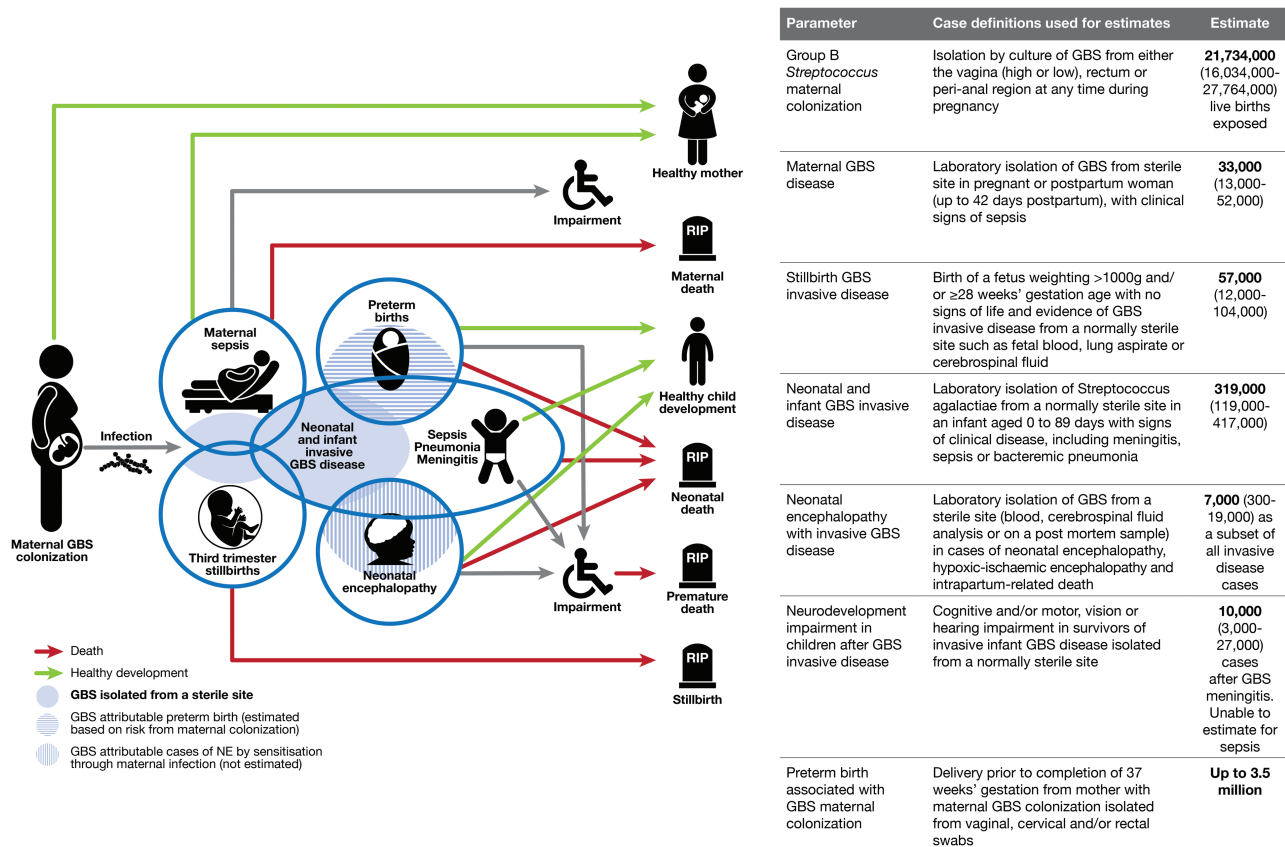 Healthy mother
Impairment
RIP
Maternal
death
Preterm
births
Maternal
sepsis
Healthy child
development
Infection
Neonatal
and infant
invasive
GBS disease
Sepsis
Pneumonia
Meningitis
RIP
Neonatal
death
Maternal GBS
colonization
Third trimester
stillbirths
Neonatal
encephalopathy
Impairment
RIP
Premature
death
RIP
Stillbirth
Death
Healthy development
GBS isolated from a sterile site
GBS attributable preterm birth (estimated
based on risk from maternal colonization)
GBS attributable cases of NE by sensitisation
through maternal infection (not estimated)
Parameter
Case definitions used for estimates
Estimate
Group B
Streptococcus
maternal
colonization
Isolation by culture of GBS from either
the vagina (high or low), rectum or
peri-anal region at any time during
pregnancy
21,734,000
(16,034,000-
27,764,000)
live births
exposed
Maternal GBS
disease
Laboratory isolation of GBS from sterile
site in pregnant or postpartum woman
(up to 42 days postpartum), with clinical
signs of sepsis
33,000
(13,000-
52,000)
Stillbirth GBS
invasive disease
Birth of a fetus weighting >1000g and/
or ≥28 weeks' gestation age with no
signs of life and evidence of GBS
invasive disease from a normally sterile
site such as fetal blood, lung aspirate or
cerebrospinal fluid
57,000
(12,000-
104,000)
Neonatal and
infant GBS invasive
disease
Laboratory isolation of Streptococcus
agalactiae from a normally sterile site in
an infant aged 0 to 89 days with signs
of clinical disease, including meningitis,
sepsis or bacteremic pneumonia
319,000
(119,000-
417,000)
Neonatal
encephalopathy
with invasive GBS
disease
Laboratory isolation of GBS from a
sterile site (blood, cerebrospinal fluid
analysis or on a post mortem sample)
in cases of neonatal encephalopathy,
hypoxic-ischaemic encephalopathy and
intrapartum-related death
7,000 (300-
19,000) as
a subset of
all invasive
disease
cases
Neurodevelopment
impairment in
children after GBS
invasive disease
Cognitive and/or motor, vision or
hearing impairment in survivors of
invasive infant GBS disease isolated
from a normally sterile site
10,000
(3,000-
27,000)
cases
after GBS
meningitis.
Unable to
estimate for
sepsis
Preterm birth
associated with
GBS maternal
colonization
Delivery prior to completion of 37
weeks' gestation from mother with
maternal GBS colonization isolated
from vaginal, cervical and/or rectal
swabs
Up to 3.5
million